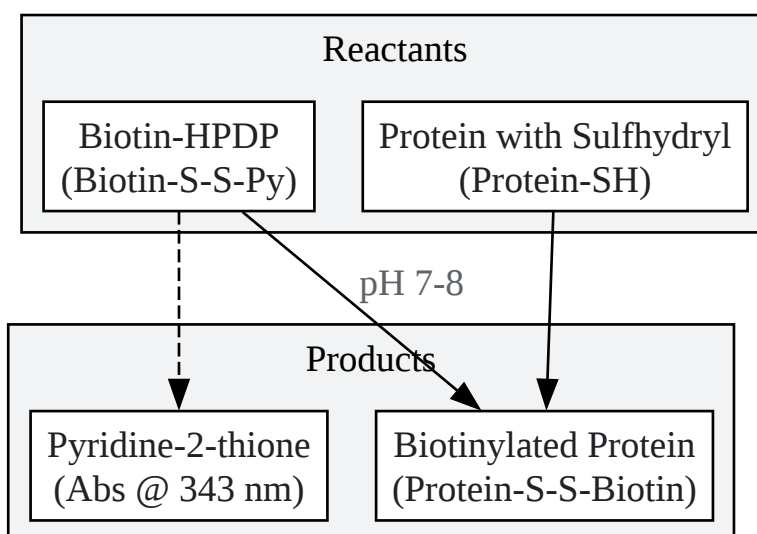 Reactants
Biotin-HPDP
(Biotin-S-S-Py)
Protein with Sulfhydryl
(Protein-SH)
pH 7-8
Products
Pyridine-2-thione
(Abs @ 343 nm)
Biotinylated Protein
(Protein-S-S-Biotin)